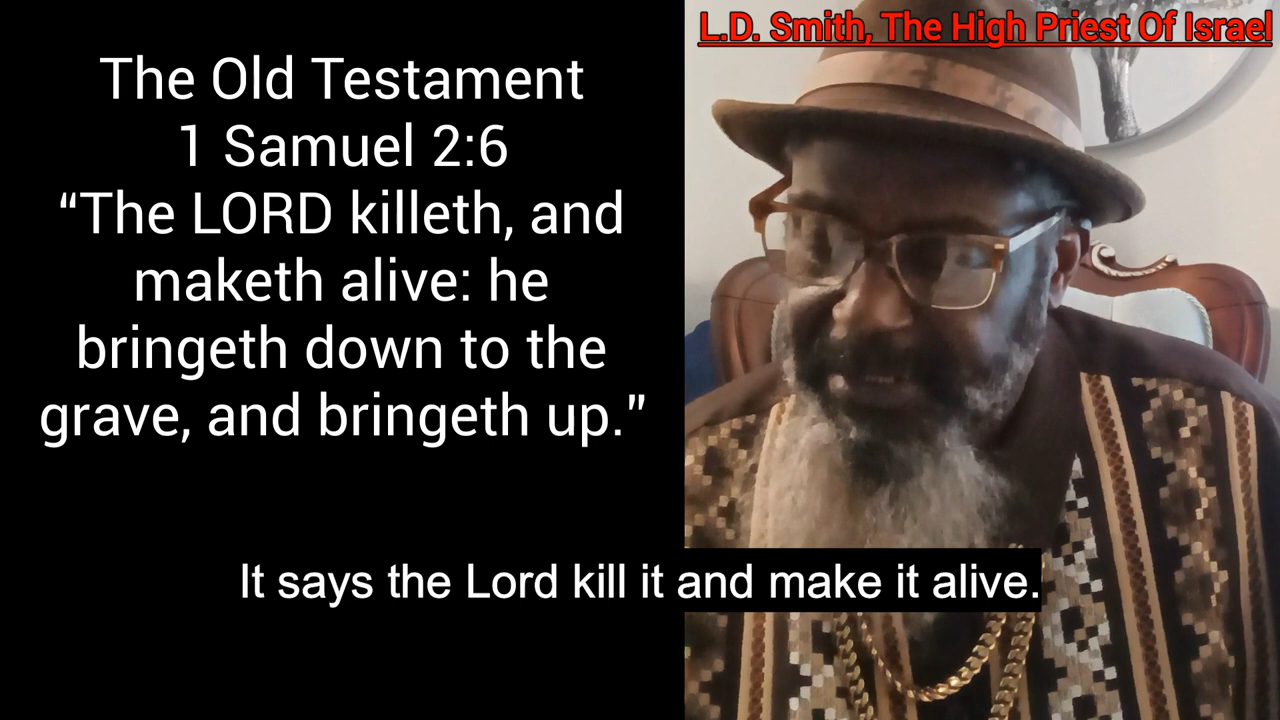 L.D. Smith, The High Priest Of Israel
The Old Testament
1 Samuel 2:6
“The LORD killeth, and
maketh alive: he
bringeth down to the
grave, and bringeth up.”
It says the Lord kill it and make it alive.